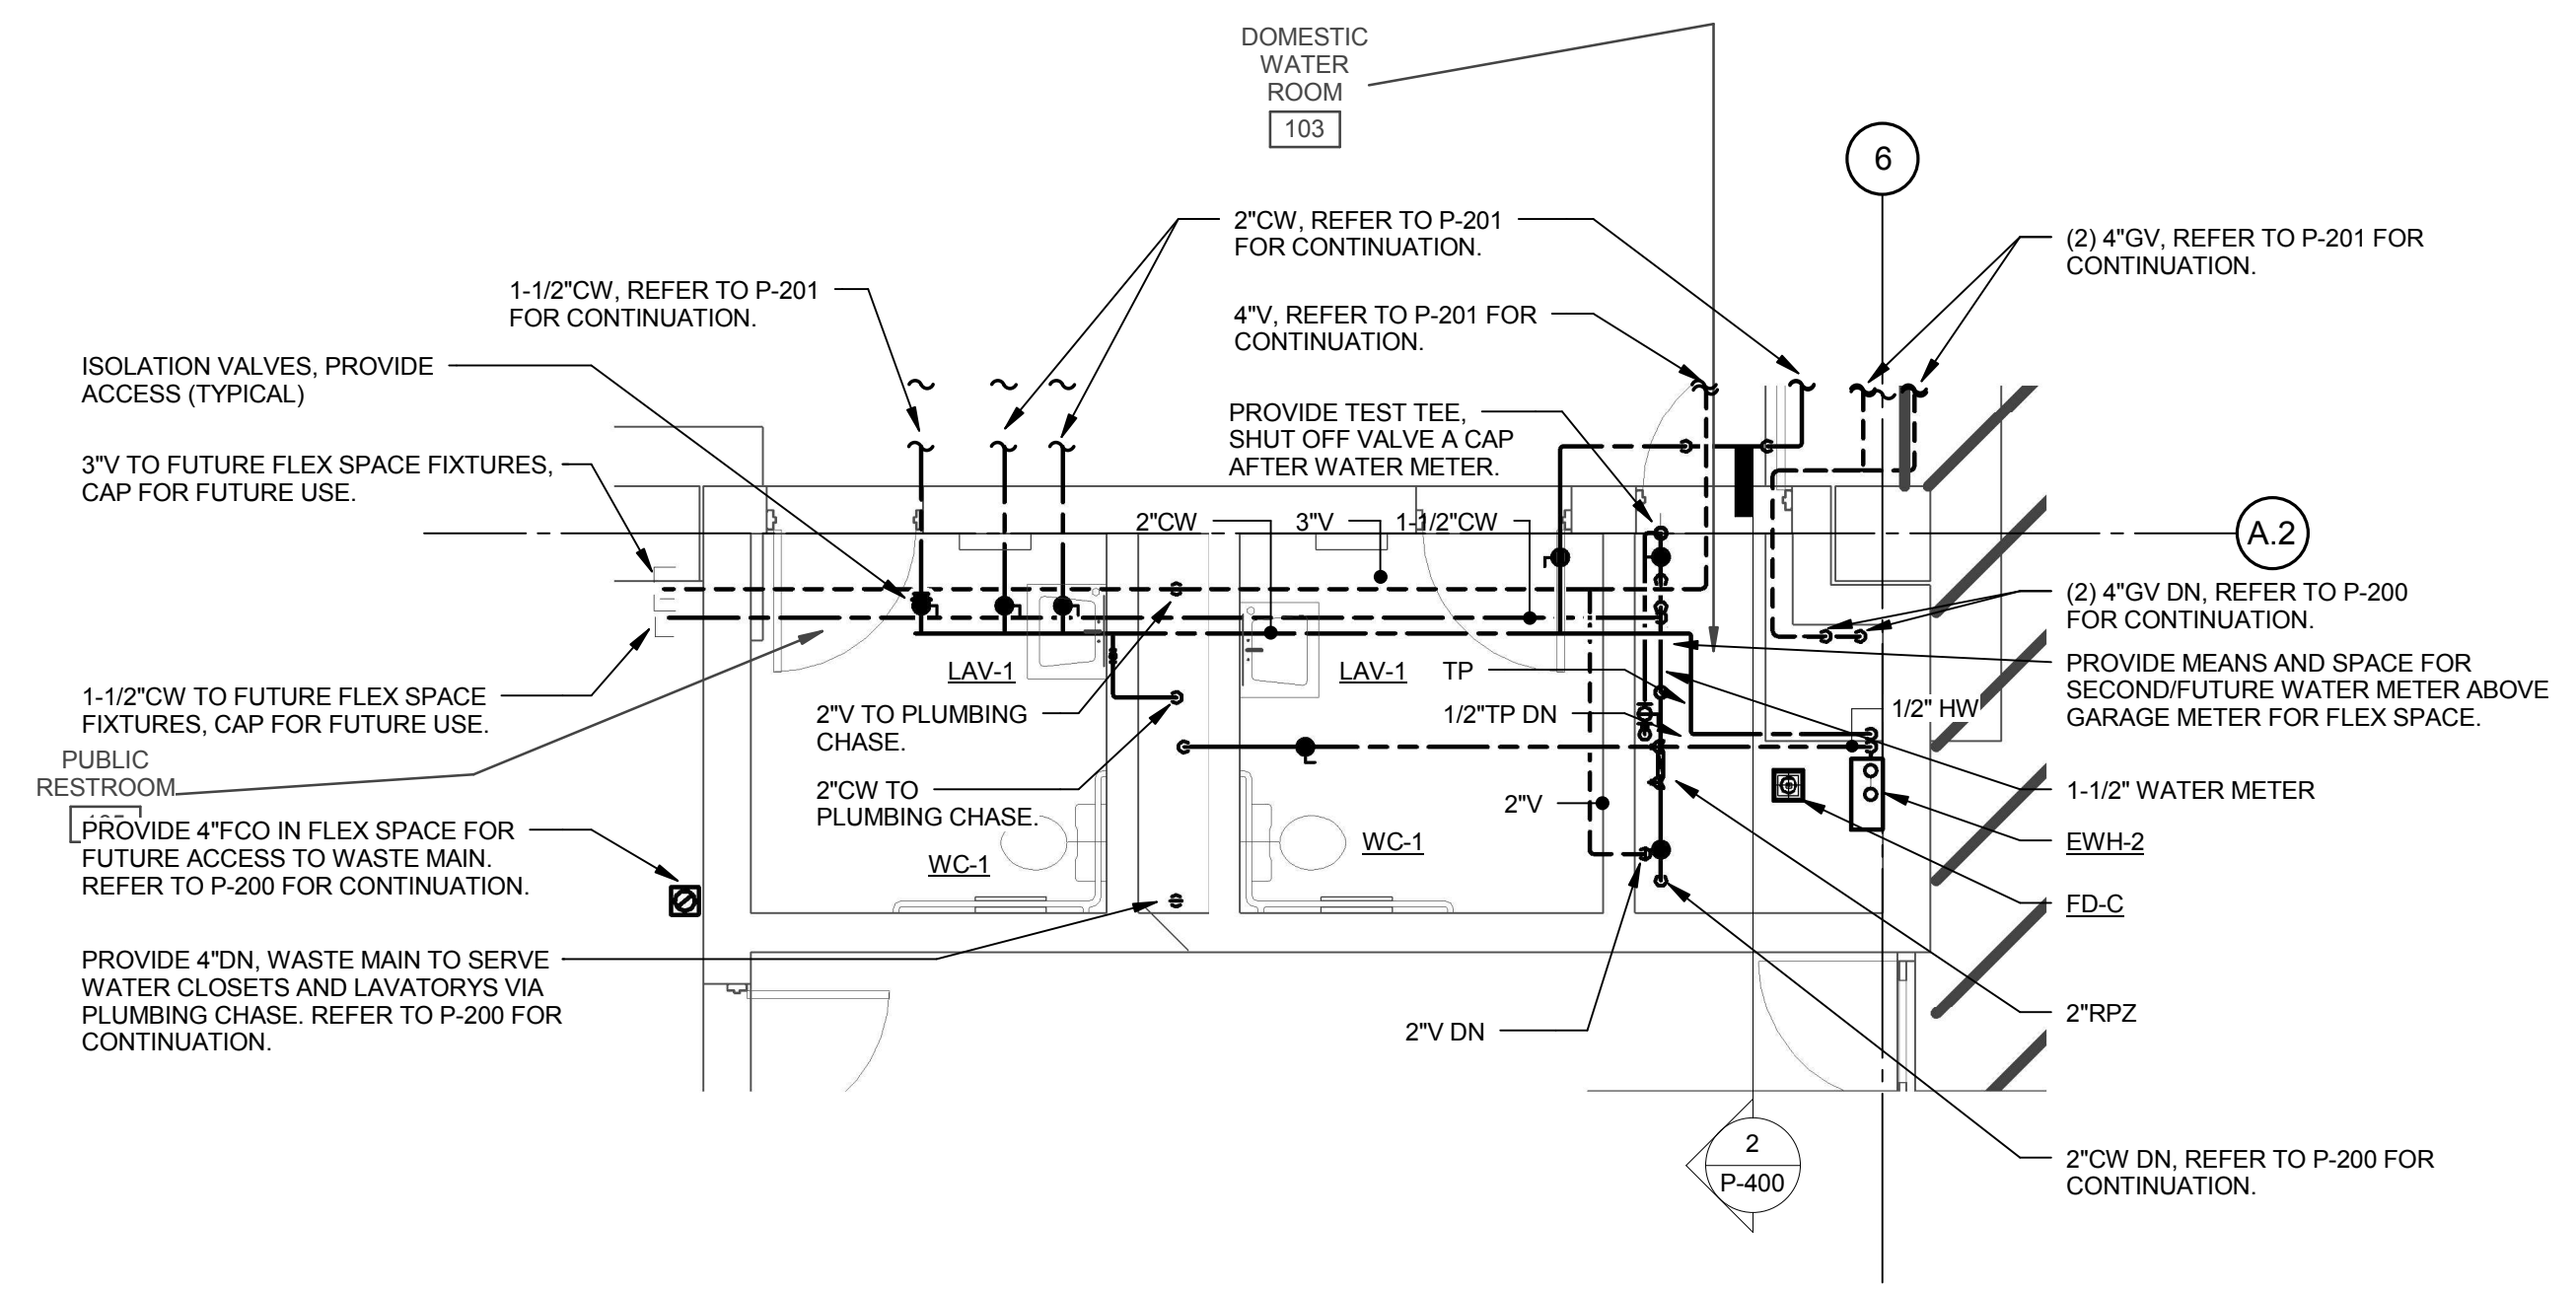 DOMESTIC
WATER
ROOM
103
6
2"CW, REFER TO P-201
FOR CONTINUATION.
(2) 4"GV, REFER TO P-201 FOR
CONTINUATION.
1-1/2"CW, REFER TO P-201
FOR CONTINUATION.
4"V, REFER TO P-201 FOR
CONTINUATION.
ISOLATION VALVES, PROVIDE
ACCESS (TYPICAL)
PROVIDE TEST TEE,
SHUT OFF VALVE A CAP
AFTER WATER METER.
3"V TO FUTURE FLEX SPACE FIXTURES,
CAP FOR FUTURE USE.
2"CW
3"V
1-1/2"CW
A.2
(2) 4"GV DN, REFER TO P-200
FOR CONTINUATION.
LAV-1
LAV-1
TP
PROVIDE MEANS AND SPACE FOR
SECOND/FUTURE WATER METER ABOVE
GARAGE METER FOR FLEX SPACE.
1-1/2"CW TO FUTURE FLEX SPACE
FIXTURES, CAP FOR FUTURE USE.
2"V TO PLUMBING
CHASE.
1/2"TP DN
1/2" HW
PUBLIC
RESTROOM
2"CW TO
PLUMBING CHASE.
2"V
1-1/2" WATER METER
PROVIDE 4"FCO IN FLEX SPACE FOR
FUTURE ACCESS TO WASTE MAIN.
REFER TO P-200 FOR CONTINUATION.
WC-1
WC-1
EWH-2
FD-C
PROVIDE 4"DN, WASTE MAIN TO SERVE
WATER CLOSETS AND LAVATORYS VIA
PLUMBING CHASE. REFER TO P-200 FOR
CONTINUATION.
2"V DN
2"RPZ
2
P-400
2"CW DN, REFER TO P-200 FOR
CONTINUATION.